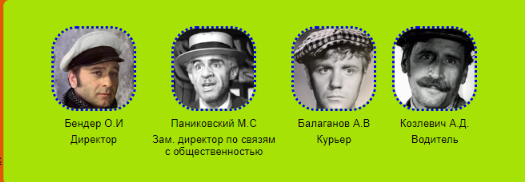 Бендер О.И
Директор
Паниковский М.С
Зам. директор по связям
с общественностью
Балаганов А.В
Курьер
Козлевич А.Д.
Водитель